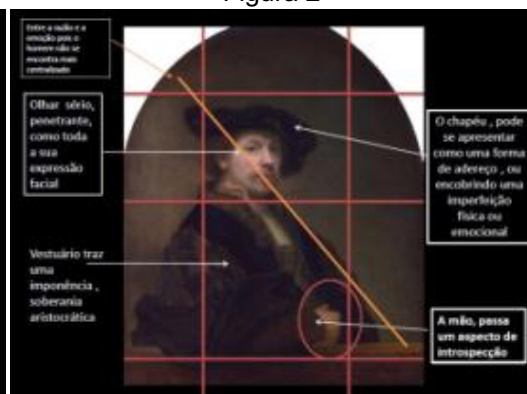 Figura 2
Entre a razão e a
emoção pois o
homem não se
encontra mais
centralizado
Olhar sério,
penetrante,
como toda
a sua
expressão
facial
Vestuário traz
uma
imponência ,
soberania
aristocrática
O chapéu , pode
se apresentar
como uma forma
de adereço , ou
encobrindo uma
imperfeição
física ou
emocional
A mão, passa
um aspecto de
introspecção